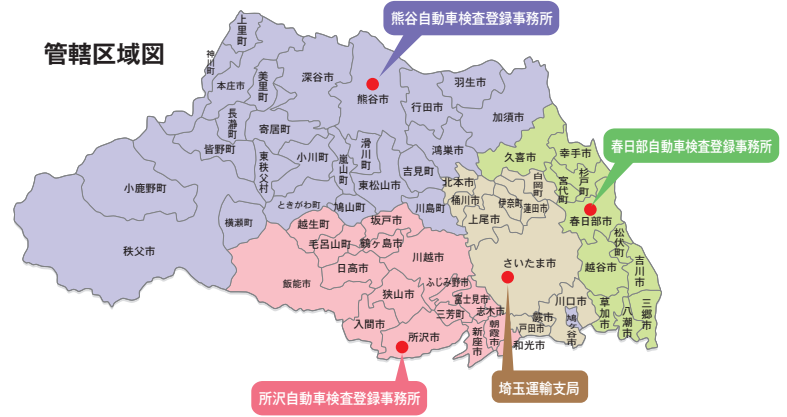 管轄区域図
熊谷自動車検査登録事務所
春日部自動車検査登録事務所
所沢自動車検査登録事務所
埼玉運輸支局
上里町
神川町
本庄市
美里町
深谷市
熊谷市
行田市
羽生市
加須市
長瀞町
寄居町
皆野町
東秩父村
小川町
嵐山町
滑川町
東松山市
吉見町
鴻巣市
小鹿野町
ときがわ町
鳩山町
川島町
横瀬町
秩父市
久喜市
幸手市
杉戸町
宮代町
白岡町
北本市
桶川市
伊奈町
蓮田市
上尾市
春日部市
松伏町
さいたま市
越谷市
吉川市
越生町
坂戸市
毛呂山町
鶴ヶ島市
川越市
日高市
飯能市
狭山市
ふじみ野市
富士見市
三芳町
志木市
入間市
所沢市
新座市
朝霞市
和光市
川口市
蕨市
戸田市
鳩ヶ谷市
草加市
八潮市
三郷市